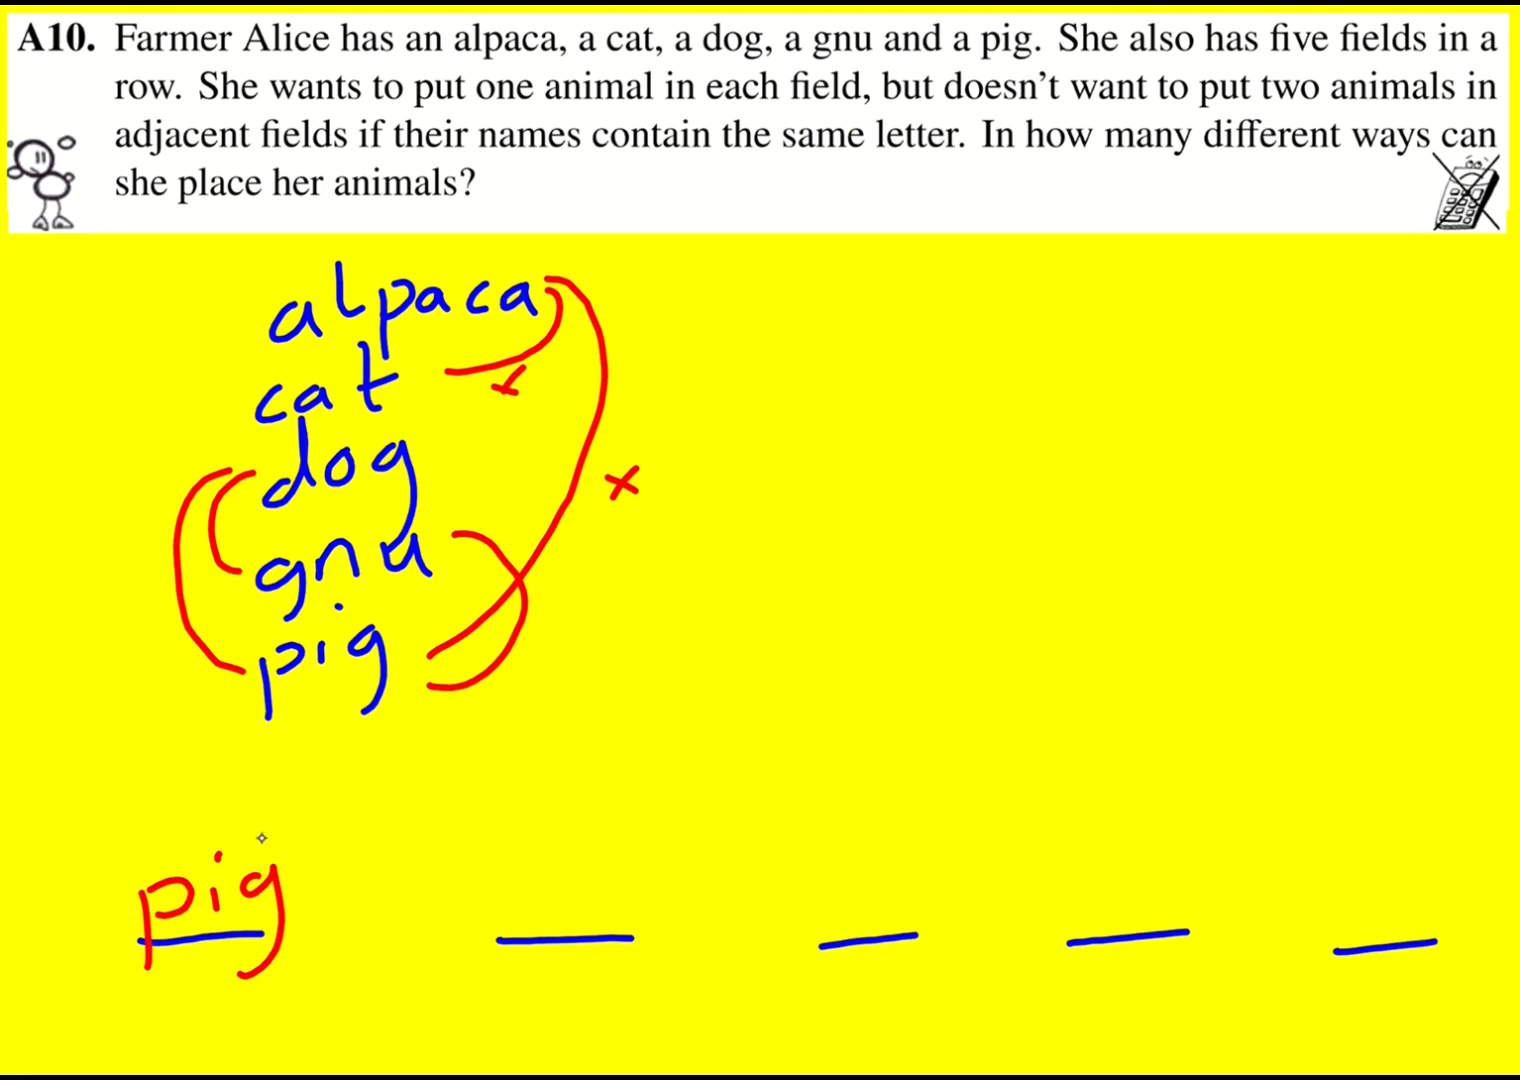 A10. Farmer Alice has an alpaca, a cat, a dog, a gnu and a pig. She also has five fields in a
row. She wants to put one animal in each field, but doesn't want to put two animals in
adjacent fields if their names contain the same letter. In how many different ways can
she place her animals?
alpaca
cat
dog
gnu
pig
pig